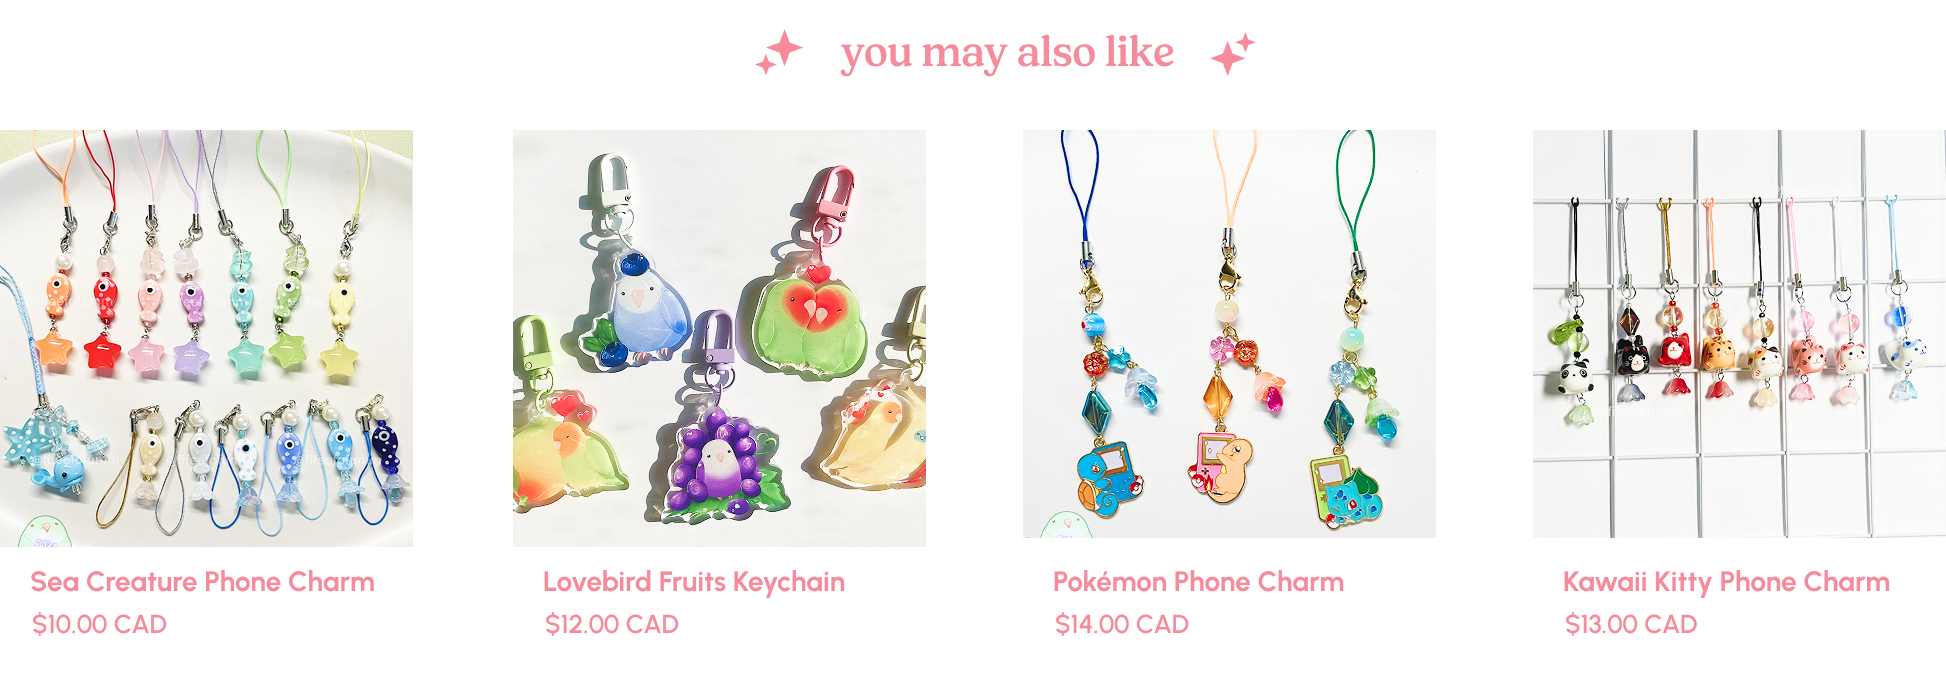 you may also like
Sea Creature Phone Charm
$10.00 CAD
Lovebird Fruits Keychain
$12.00 CAD
Pokémon Phone Charm
$14.00 CAD
Kawaii Kitty Phone Charm
$13.00 CAD